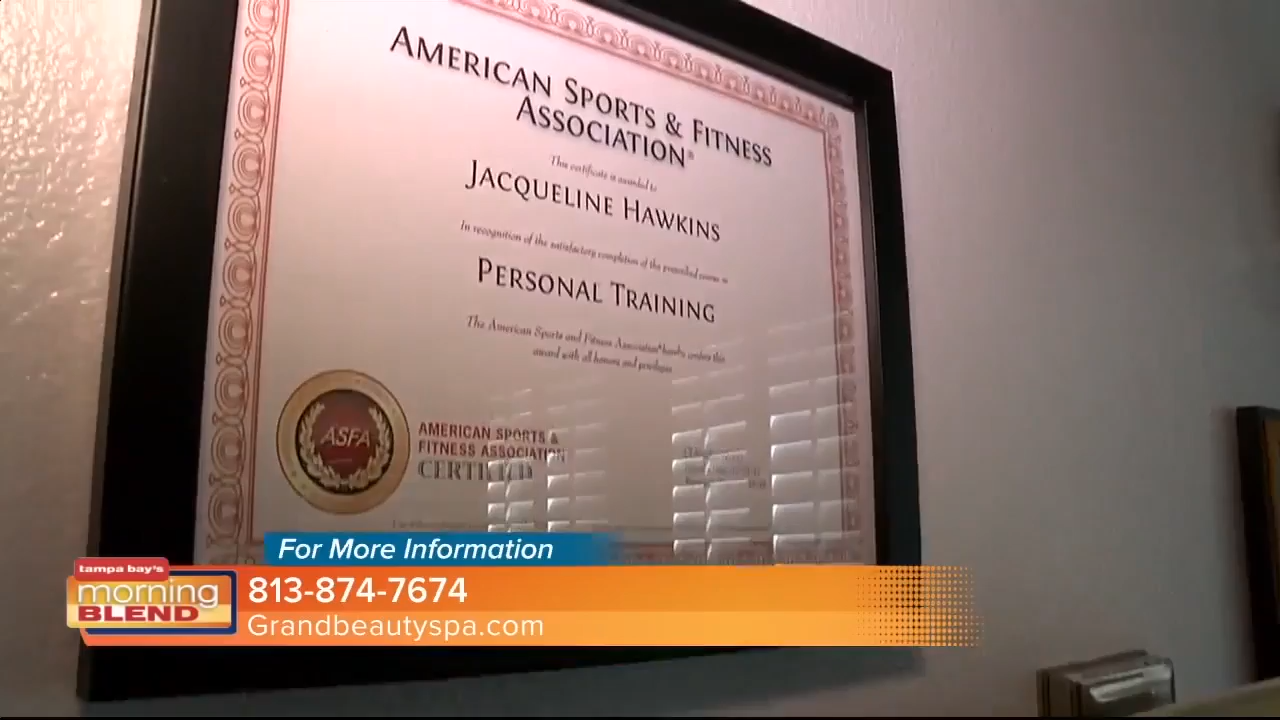 AMERICAN SPORTS & FITNESS
ASSOCIATION®
This certificate is awarded to
JACQUELINE HAWKINS
In recognition of the satisfactory completion of the prescribed course in
PERSONAL TRAINING
The American Sports and Fitness Association® hereby confers this
award with all honors and privileges
ASFA
AMERICAN SPORTS &
FITNESS ASSOCIATION
CERTIFIED
For More Information
tampa bay's
morning
BLEND
813-874-7674
Grandbeautyspa.com